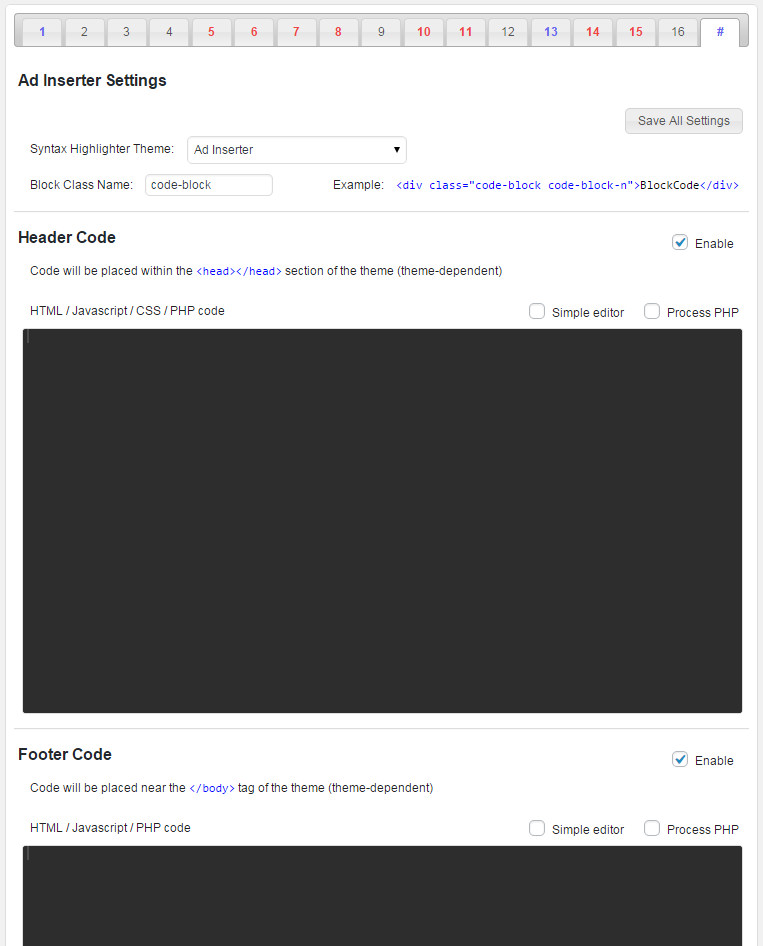 1 2 3 4 5 6 7 8 9 10 11 12 13 14 15 16 #
Ad Inserter Settings
Save All Settings
Syntax Highlighter Theme: Ad Inserter
Block Class Name: code-block Example: <div class="code-block code-block-n">BlockCode</div>
Header Code
Enable
Code will be placed within the <head></head> section of the theme (theme-dependent)
HTML / Javascript / CSS / PHP code Simple editor Process PHP
Footer Code
Enable
Code will be placed near the </body> tag of the theme (theme-dependent)
HTML / Javascript / PHP code Simple editor Process PHP